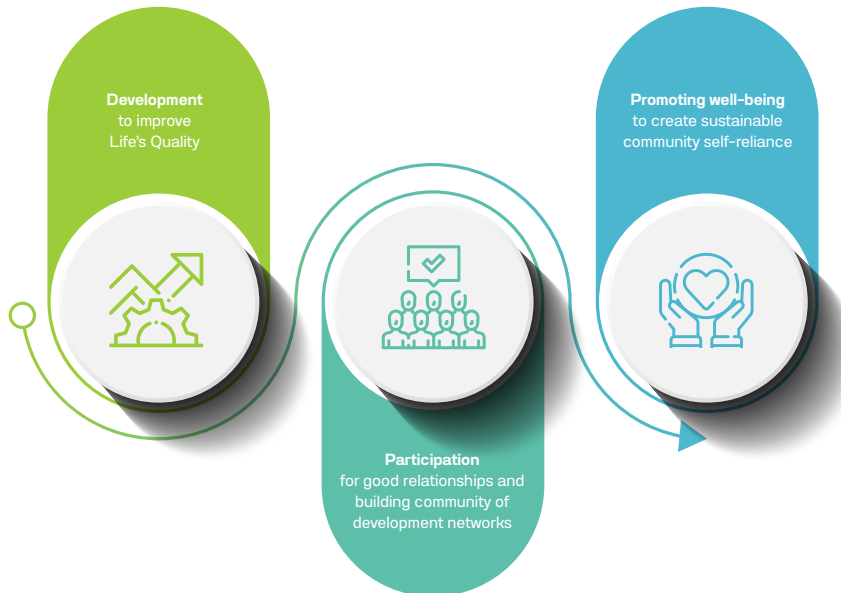 Development
to improve
Life's Quality
Participation
for good relationships and
building community of
development networks
Promoting well-being
to create sustainable
community self-reliance